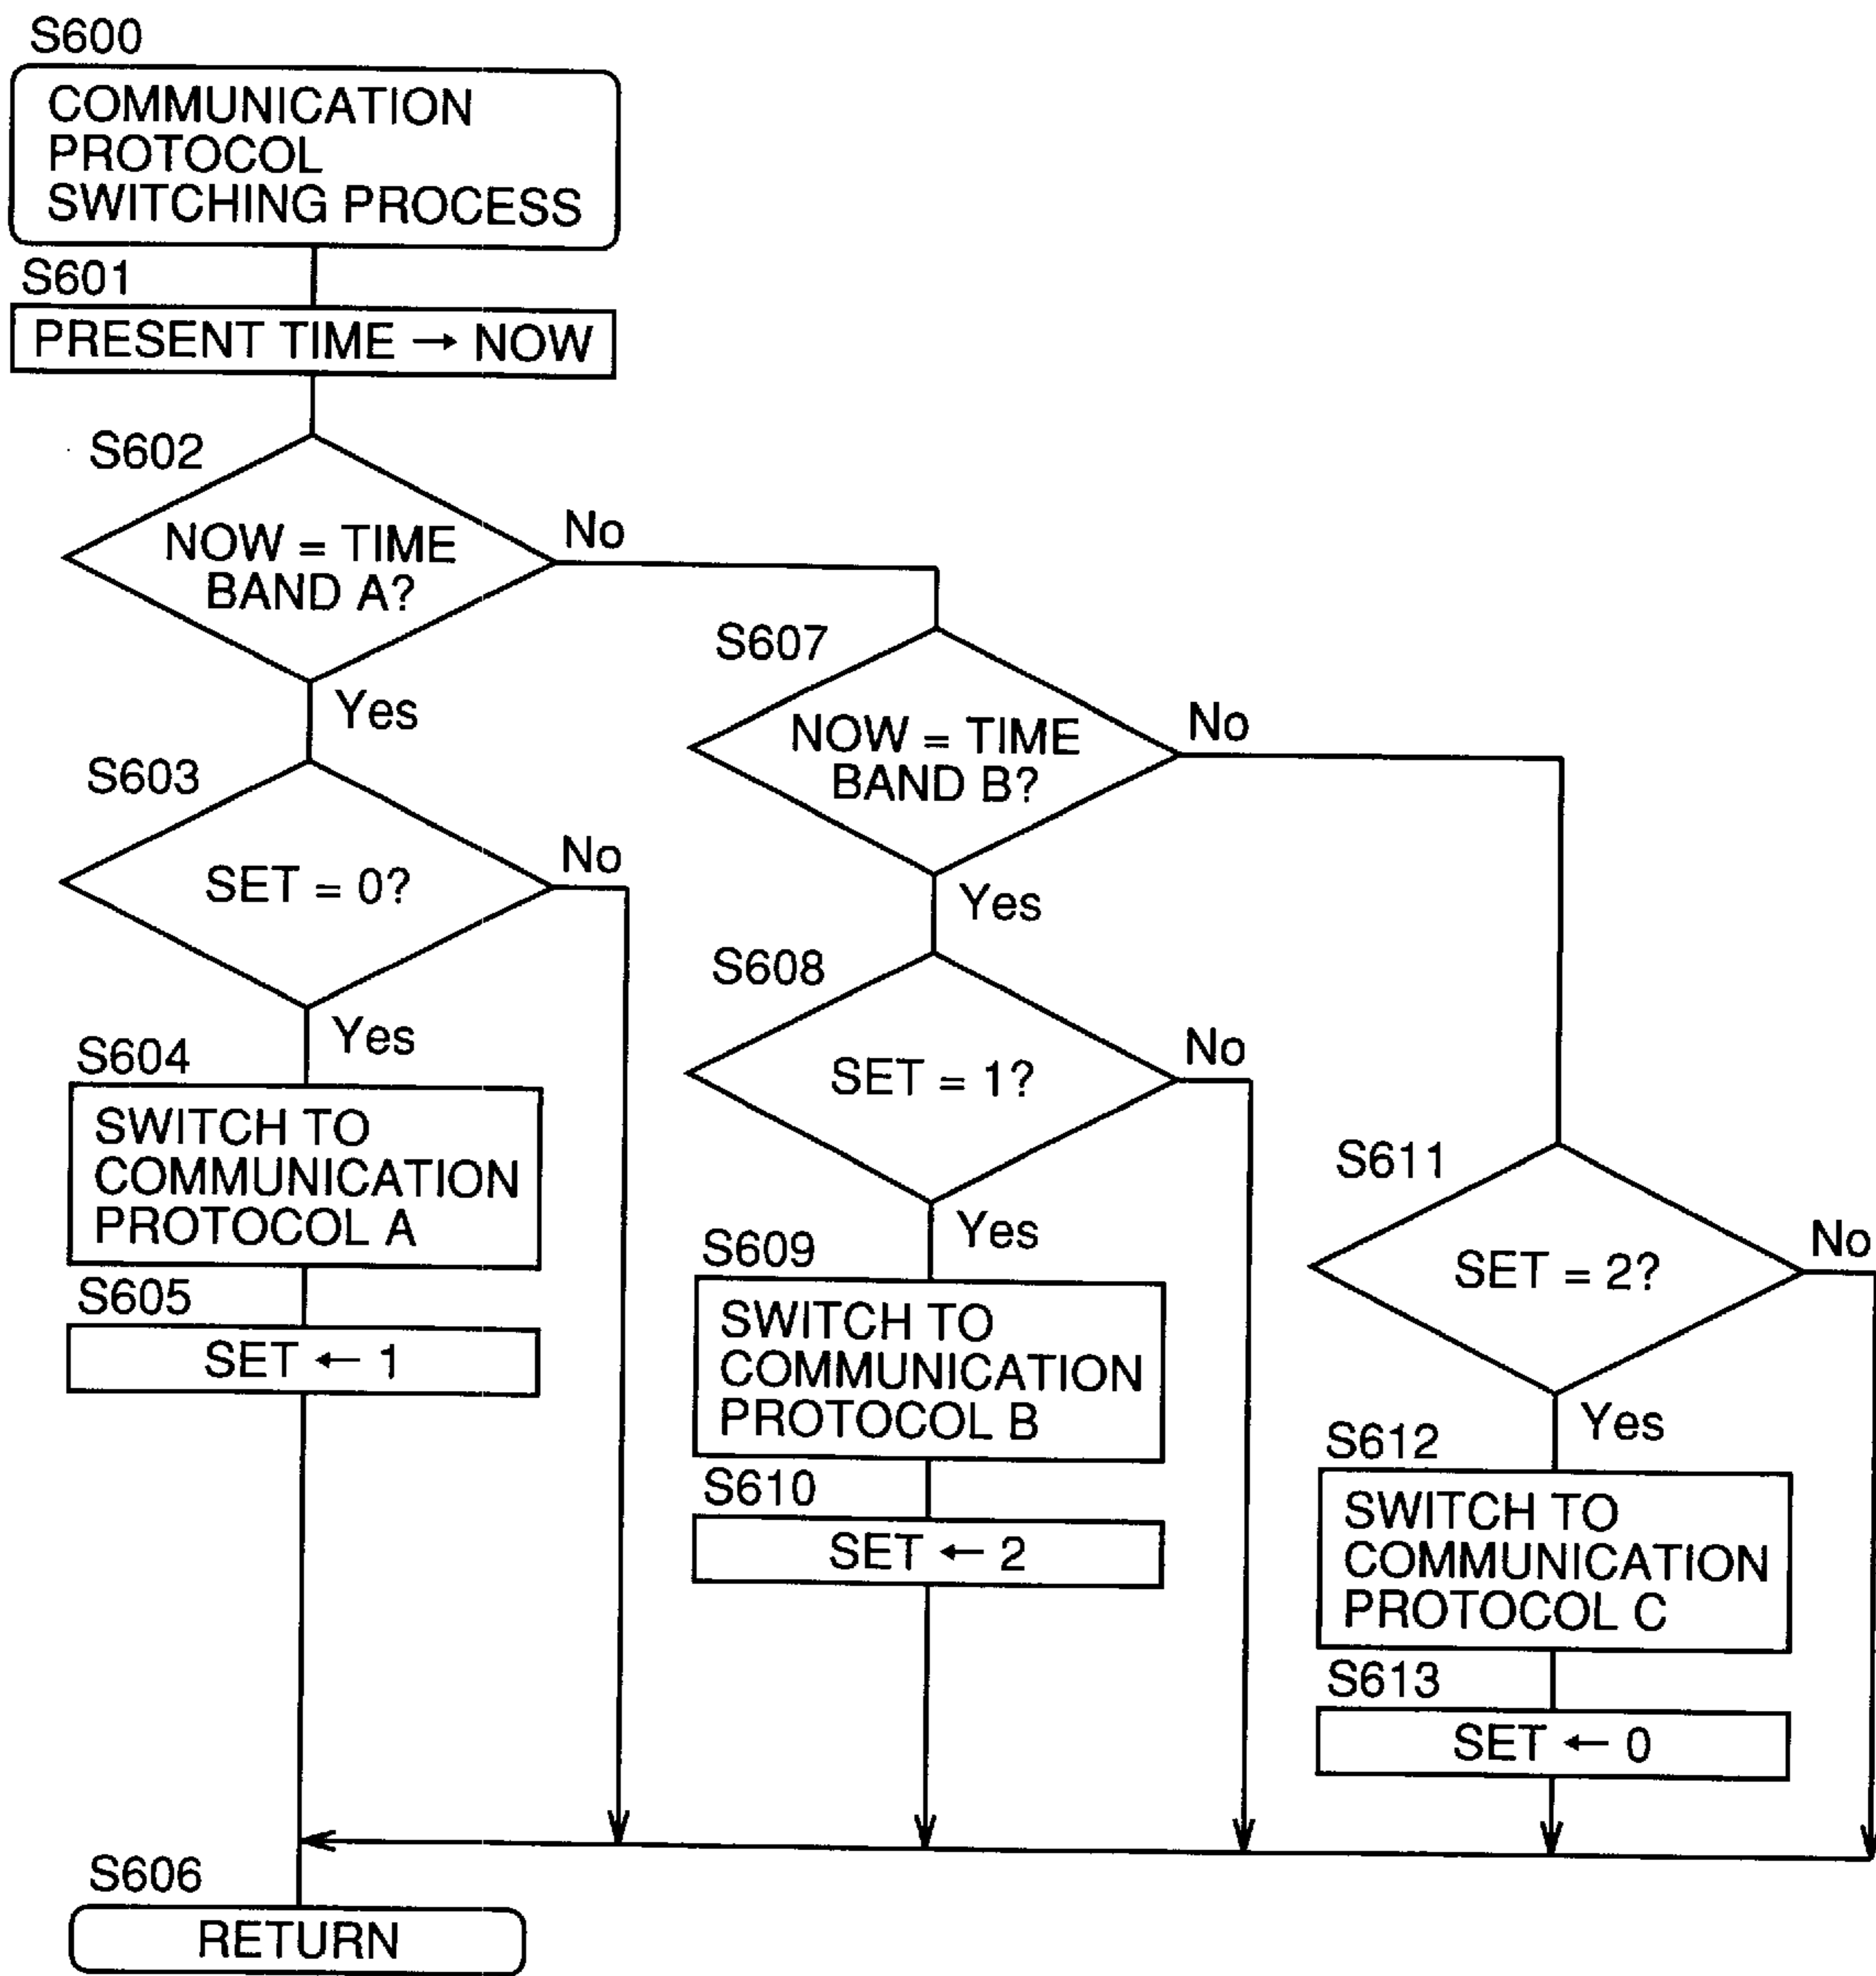 S600
COMMUNICATION
PROTOCOL
SWITCHING PROCESS
S601
PRESENT TIME → NOW
S602
NOW = TIME
BAND A?
No
Yes
S603
SET = 0?
No
Yes
S604
SWITCH TO
COMMUNICATION
PROTOCOL A
S605
SET ← 1
S607
NOW = TIME
BAND B?
No
Yes
S608
SET = 1?
No
Yes
S609
SWITCH TO
COMMUNICATION
PROTOCOL B
S610
SET ← 2
S611
SET = 2?
No
Yes
S612
SWITCH TO
COMMUNICATION
PROTOCOL C
S613
SET ← 0
S606
RETURN